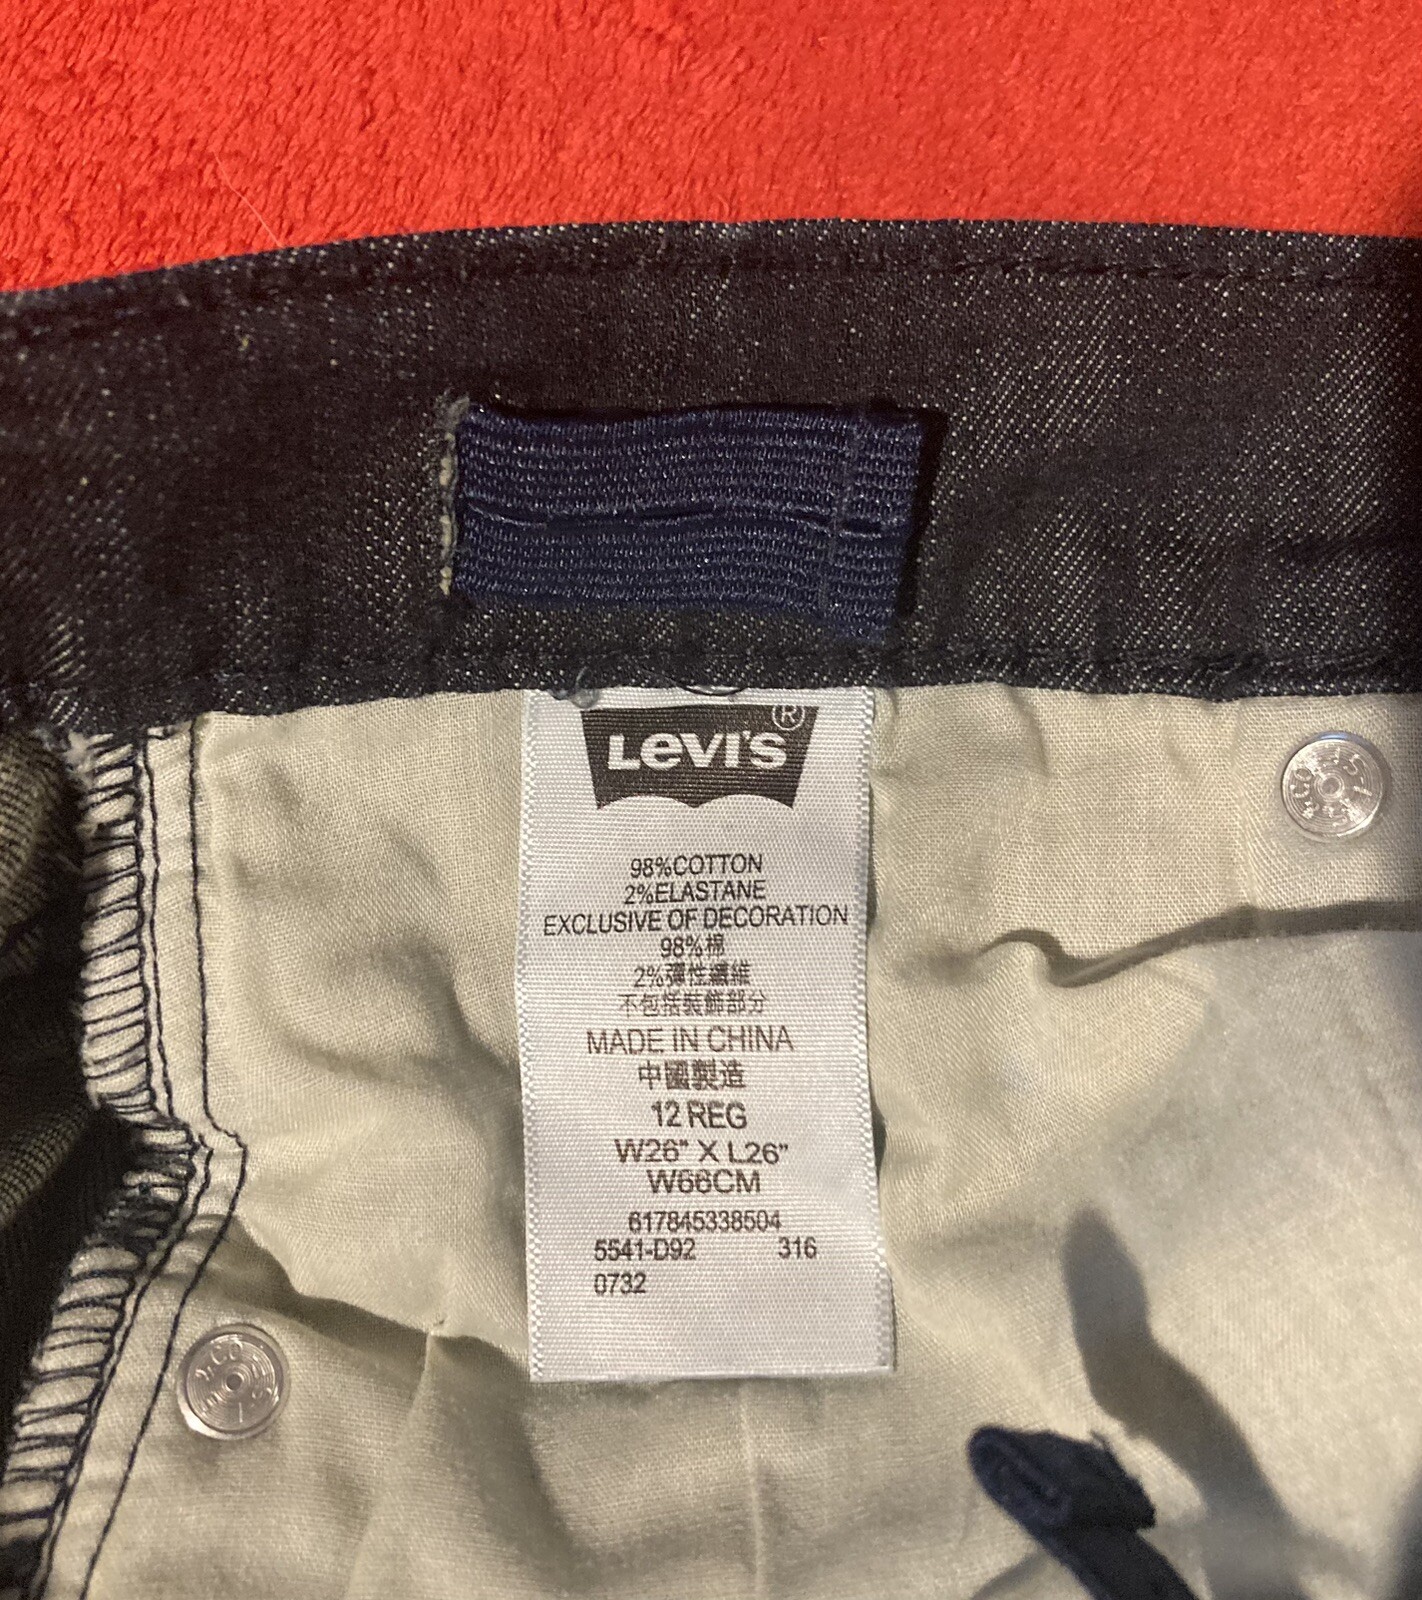 LEVI'S®
98%COTTON
2%ELASTANE
EXCLUSIVE OF DECORATION
98%棉
2%彈性纖維
不包括裝飾部分
MADE IN CHINA
中國製造
12 REG
W26" X L26"
W66CM
617845338504
5541-D92 316
0732